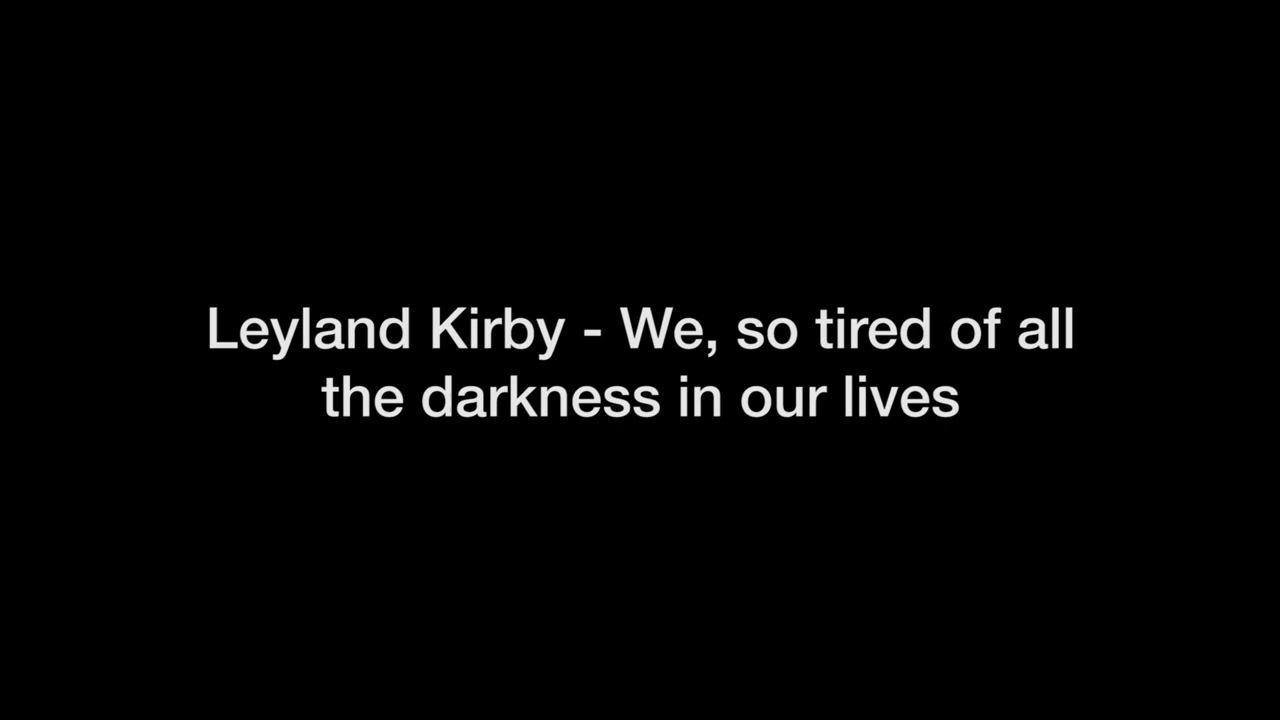 Leyland Kirby - We, so tired of all
the darkness in our lives